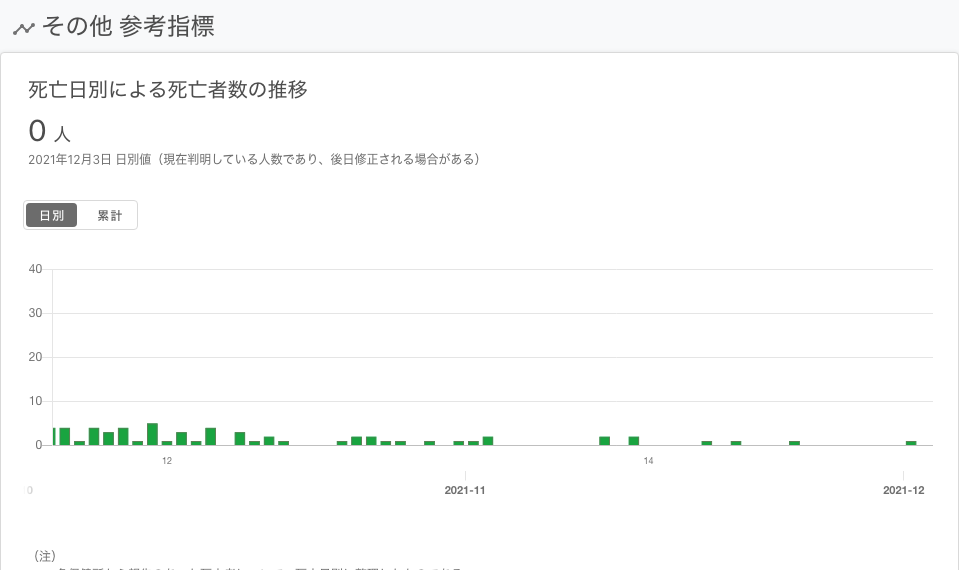 その他 参考指標
死亡日別による死亡者数の推移
0 人
2021年12月3日 日別値（現在判明している人数であり、後日修正される場合がある）
日別 累計
40
30
20
10
0
12 14
0 2021-11 2021-12
（注）